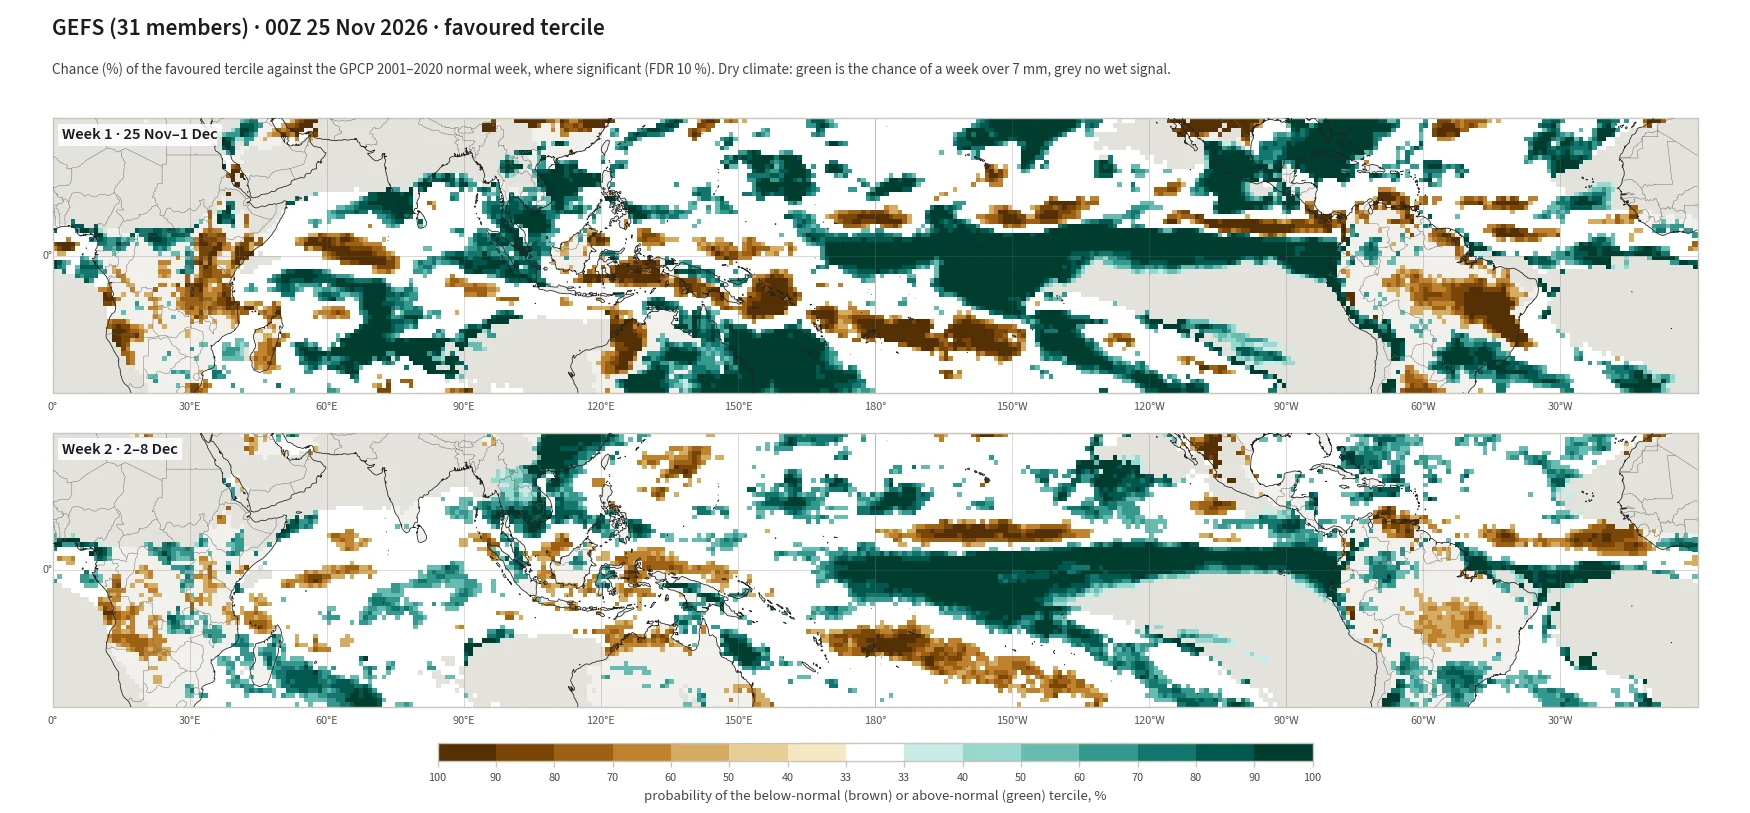 GEFS (31 members) · 00Z 25 Nov 2026 · favoured tercile
Chance (%) of the favoured tercile against the GPCP 2001–2020 normal week, where significant (FDR 10 %). Dry climate: green is the chance of a week over 7 mm, grey no wet signal.
Week 1 · 25 Nov–1 Dec
0°
0° 30°E 60°E 90°E 120°E 150°E 180° 150°W 120°W 90°W 60°W 30°W
Week 2 · 2–8 Dec
0°
0° 30°E 60°E 90°E 120°E 150°E 180° 150°W 120°W 90°W 60°W 30°W
100 90 80 70 60 50 40 33 33 40 50 60 70 80 90 100
probability of the below-normal (brown) or above-normal (green) tercile, %